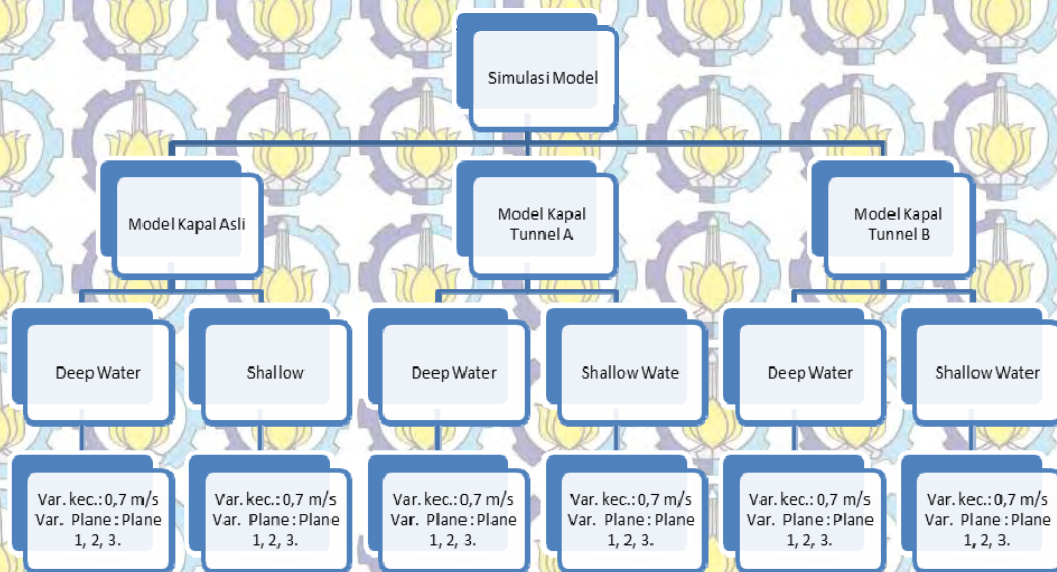 Simulasi Model
Model Kapal Asli
Model Kapal
Tunnel A
Model Kapal
Tunnel B
Deep Water
Shallow
Deep Water
Shallow Wate
Deep Water
Shallow Water
Var. kec.: 0,7 m/s
Var. Plane : Plane
1, 2, 3.
Var. kec.: 0,7 m/s
Var. Plane : Plane
1, 2, 3.
Var. kec.: 0,7 m/s
Var. Plane : Plane
1, 2, 3.
Var. kec.: 0,7 m/s
Var. Plane : Plane
1, 2, 3.
Var. kec.: 0,7 m/s
Var. Plane : Plane
1, 2, 3.
Var. kec.: 0,7 m/s
Var. Plane : Plane
1, 2, 3.